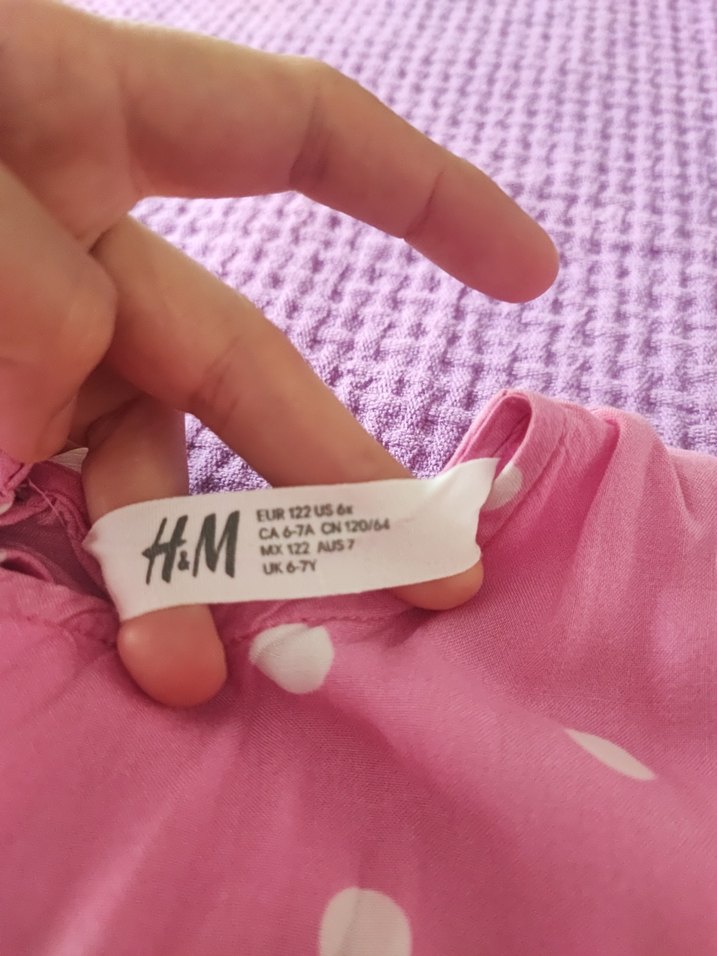 H&M
EUR 122 US 6x
CA 6-7A CN 120/64
MX 122 AUS 7
UK 6-7Y